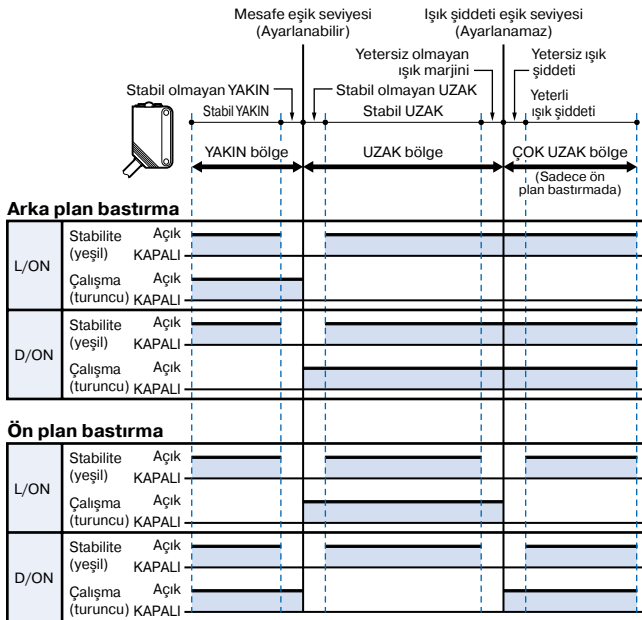 Mesafe eşik seviyesi
(Ayarlanabilir)
Işık şiddeti eşik seviyesi
(Ayarlanamaz)
Yetersiz olmayan
ışık marjini
Yetersiz ışık
şiddeti
Stabil olmayan YAKIN
Stabil olmayan UZAK
Yeterli
ışık şiddeti
Stabil YAKIN
Stabil UZAK
YAKIN bölge
UZAK bölge
ÇOK UZAK bölge
(Sadece ön
plan bastırmada)
Arka plan bastırma
L/ON
Stabilite
(yeşil)
Açık
KAPALI
Çalışma
(turuncu)
Açık
KAPALI
D/ON
Stabilite
(yeşil)
Açık
KAPALI
Çalışma
(turuncu)
Açık
KAPALI
Ön plan bastırma
L/ON
Stabilite
(yeşil)
Açık
KAPALI
Çalışma
(turuncu)
Açık
KAPALI
D/ON
Stabilite
(yeşil)
Açık
KAPALI
Çalışma
(turuncu)
Açık
KAPALI